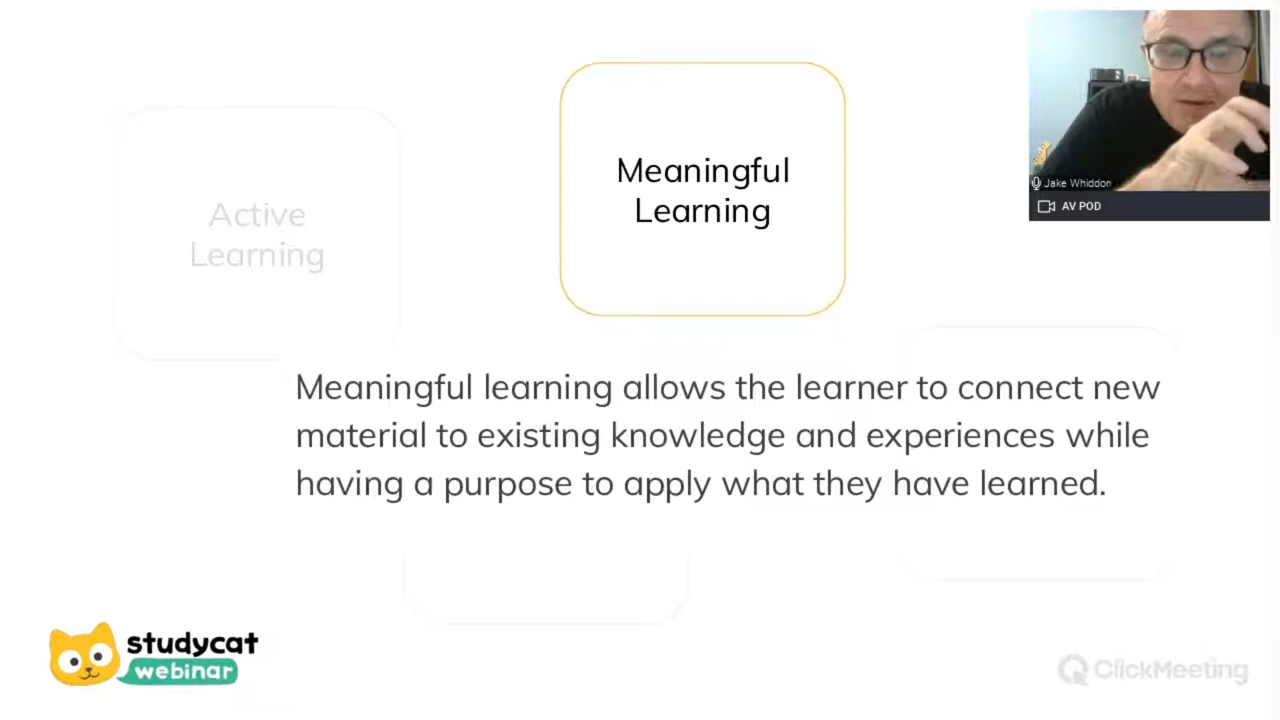 Meaningful
Learning
Active
Learning
Jake Whiddon
AV POD
Meaningful learning allows the learner to connect new
material to existing knowledge and experiences while
having a purpose to apply what they have learned.
studycat
webinar
ClickMeeting